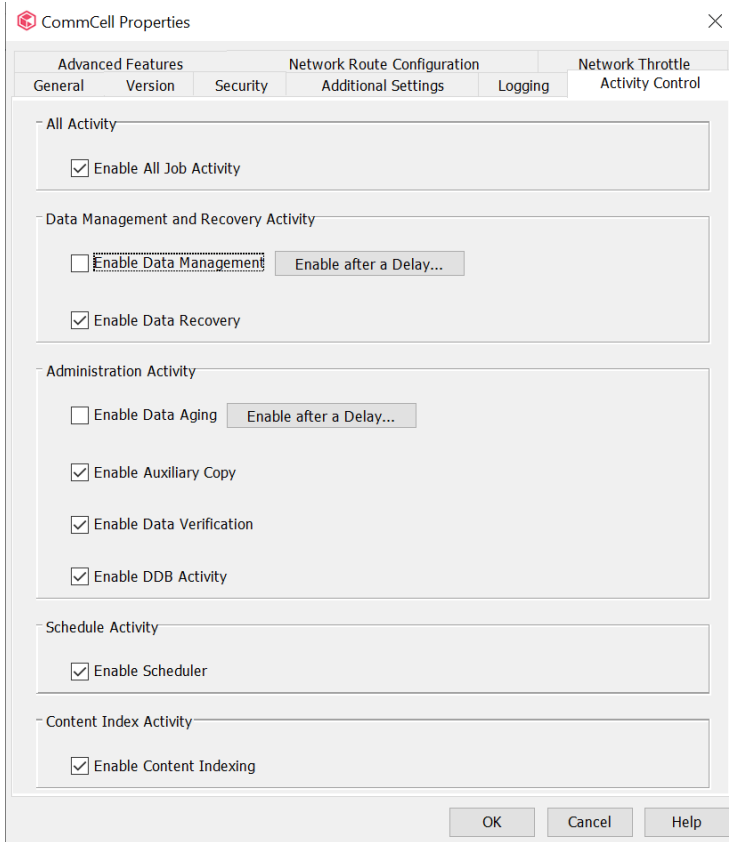 CommCell Properties
Advanced Features Network Route Configuration Network Throttle
General Version Security Additional Settings Logging Activity Control
All Activity
Enable All Job Activity
Data Management and Recovery Activity
Enable Data Management Enable after a Delay...
Enable Data Recovery
Administration Activity
Enable Data Aging Enable after a Delay...
Enable Auxiliary Copy
Enable Data Verification
Enable DDB Activity
Schedule Activity
Enable Scheduler
Content Index Activity
Enable Content Indexing
OK Cancel Help